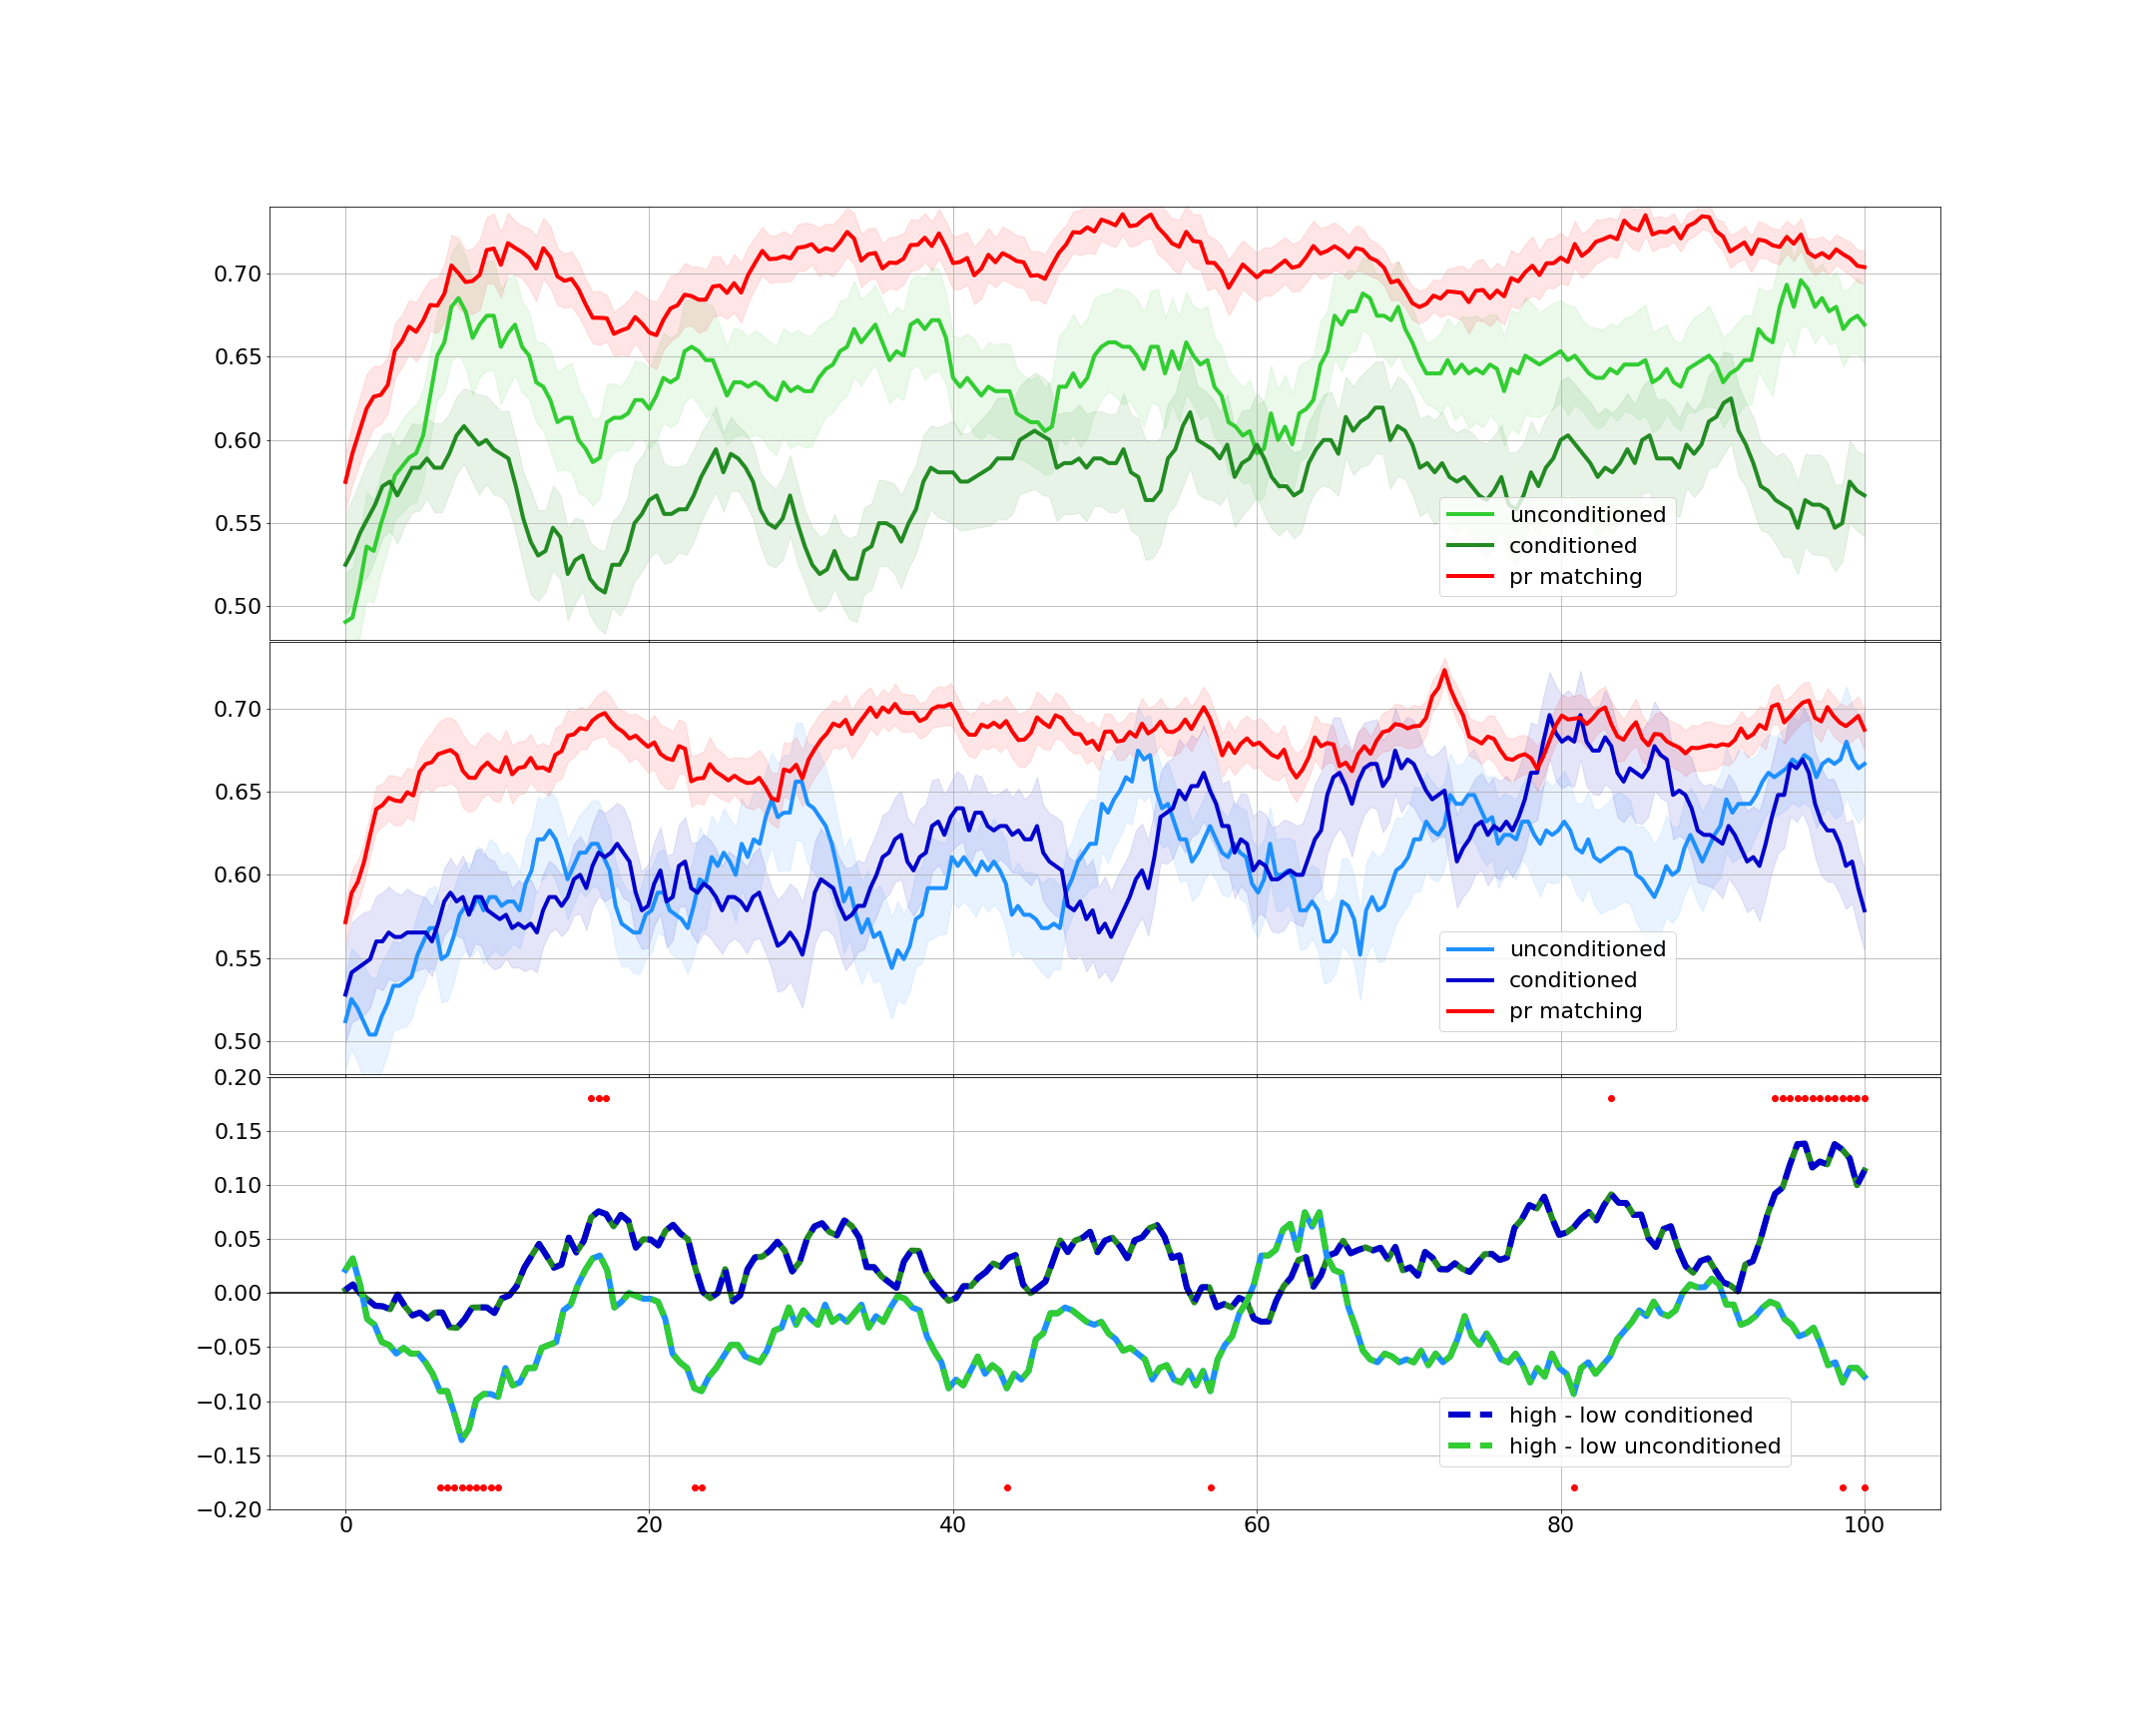 0.70
0.65
0.60
0.55
0.50
unconditioned
conditioned
pr matching
0.70
0.65
0.60
0.55
0.50
unconditioned
conditioned
pr matching
0.20
0.15
0.10
0.05
0.00
−0.05
−0.10
−0.15
−0.20
high - low conditioned
high - low unconditioned
0 20 40 60 80 100